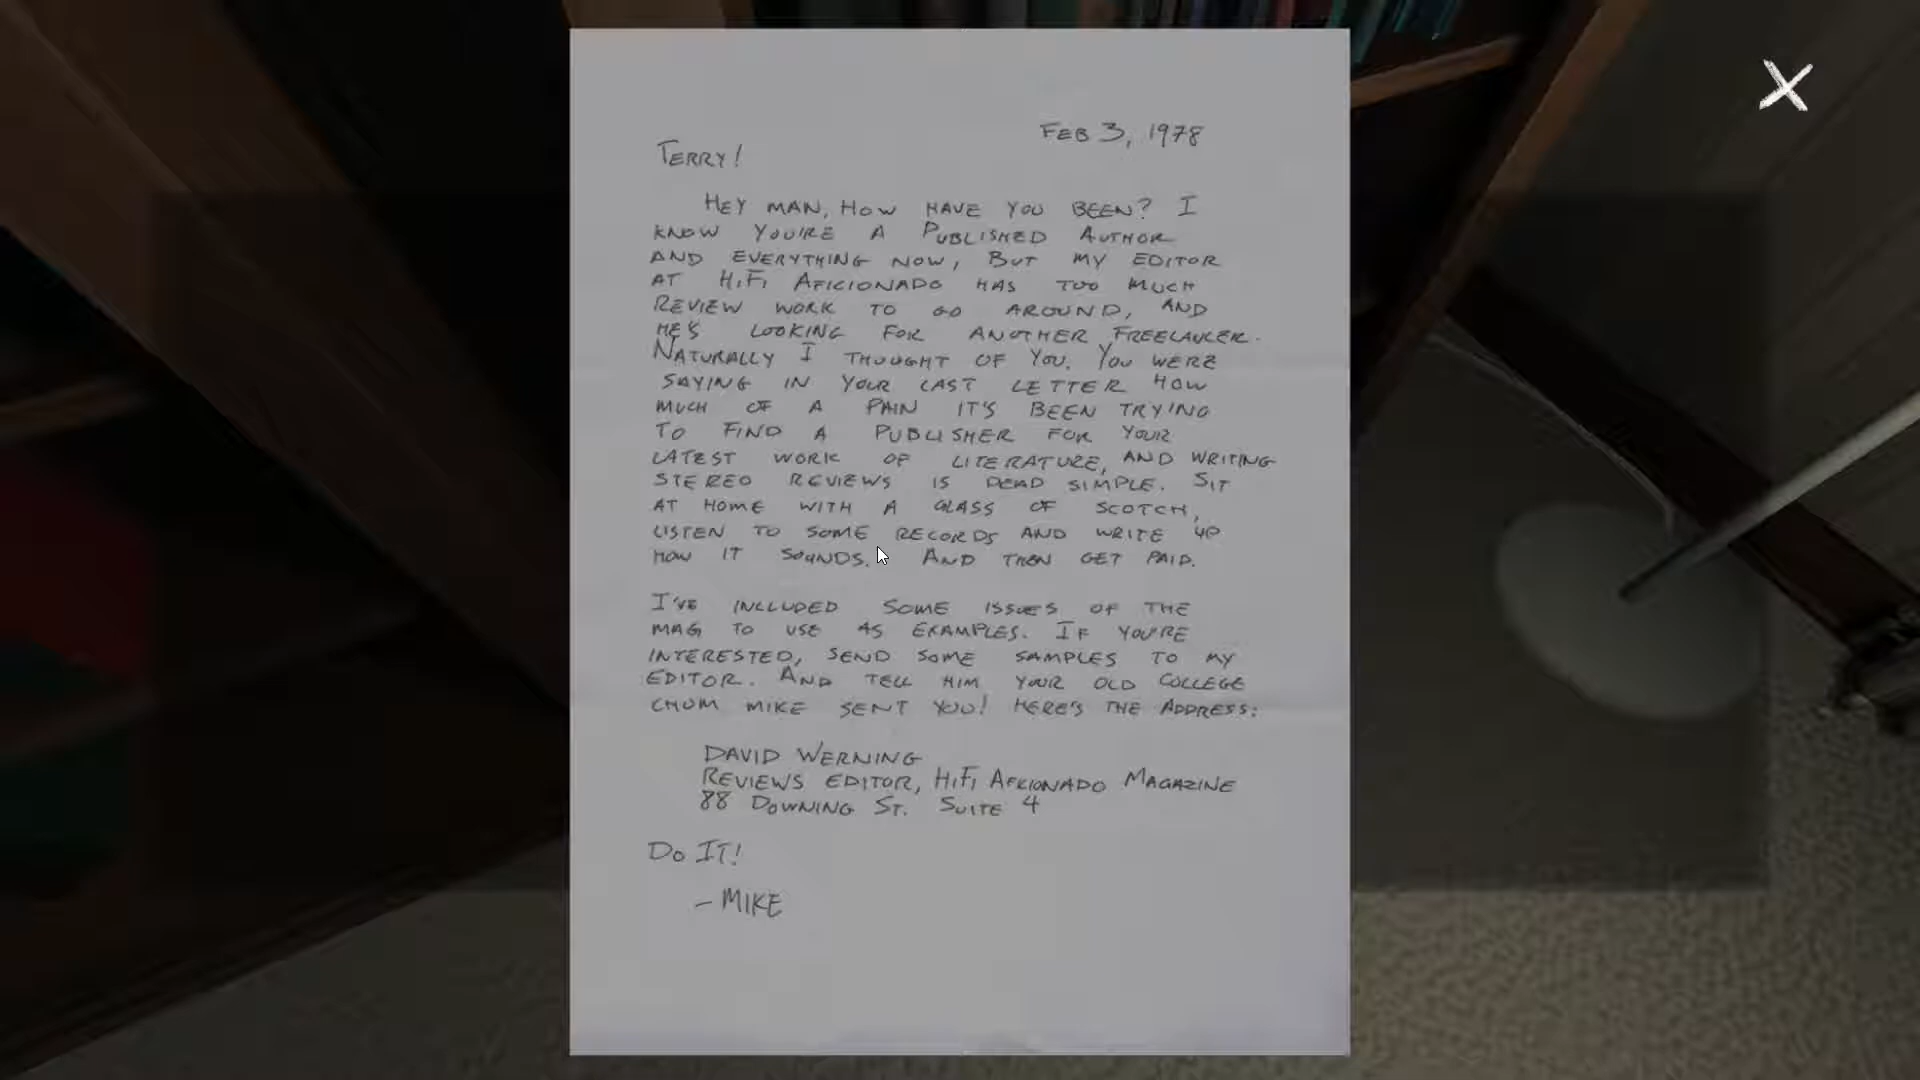 FEB 3, 1978
TERRY!
HEY MAN, HOW HAVE YOU BEEN? I
KNOW YOU'RE A PUBLISHED AUTHOR
AND EVERYTHING NOW, BUT MY EDITOR
AT HIFI AFICIONADO HAS TOO MUCH
REVIEW WORK TO GO AROUND, AND
HE'S LOOKING FOR ANOTHER FREELANCER.
NATURALLY I THOUGHT OF YOU. YOU WERE
SAYING IN YOUR LAST LETTER HOW
MUCH OF A PAIN IT'S BEEN TRYING
TO FIND A PUBLISHER FOR YOUR
LATEST WORK OF LITERATURE, AND WRITING
STEREO REVIEWS IS DEAD SIMPLE. SIT
AT HOME WITH A GLASS OF SCOTCH,
LISTEN TO SOME RECORDS AND WRITE UP
HOW IT SOUNDS. AND THEN GET PAID.
I'VE INCLUDED SOME ISSUES OF THE
MAG TO USE AS EXAMPLES. IF YOU'RE
INTERESTED, SEND SOME SAMPLES TO MY
EDITOR. AND TELL HIM YOUR OLD COLLEGE
CHUM MIKE SENT YOU! HERE'S THE ADDRESS:
DAVID WERNING
REVIEWS EDITOR, HIFI AFICIONADO MAGAZINE
88 DOWNING ST. SUITE 4
DO IT!
- MIKE